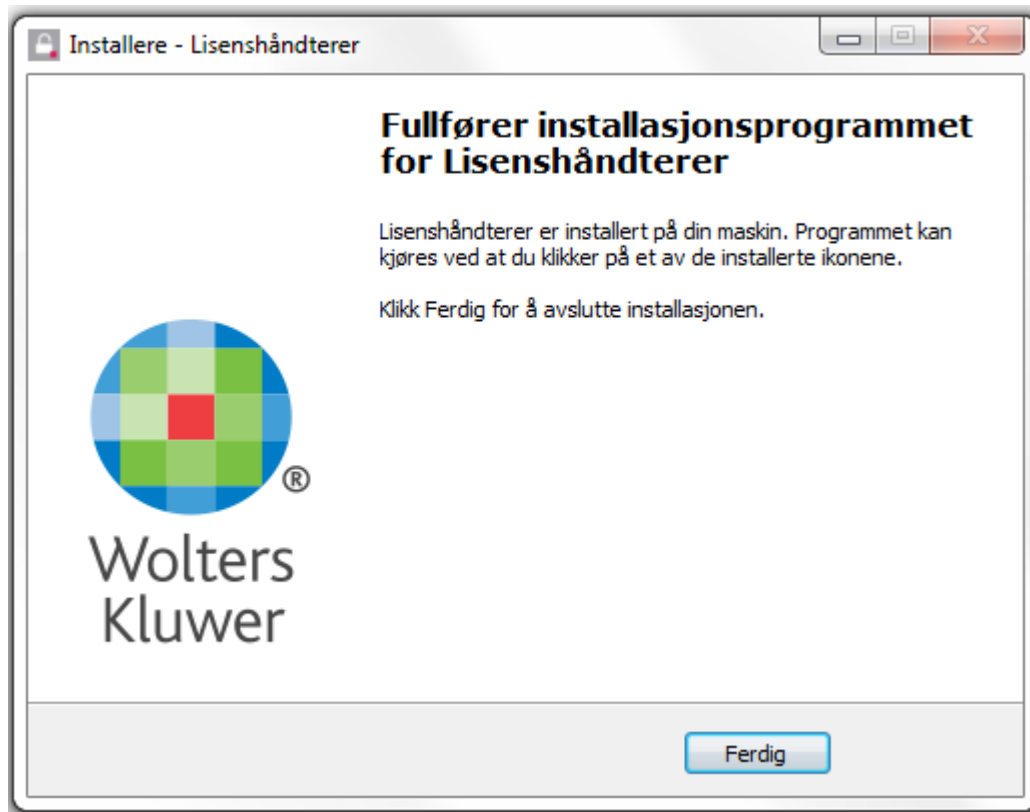 Installere - Lisenshåndterer
Fullfører installasjonsprogrammet
for Lisenshåndterer
Lisenshåndterer er installert på din maskin. Programmet kan
kjøres ved at du klikker på et av de installerte ikonene.
Klikk Ferdig for å avslutte installasjonen.
®
Wolters
Kluwer
Ferdig